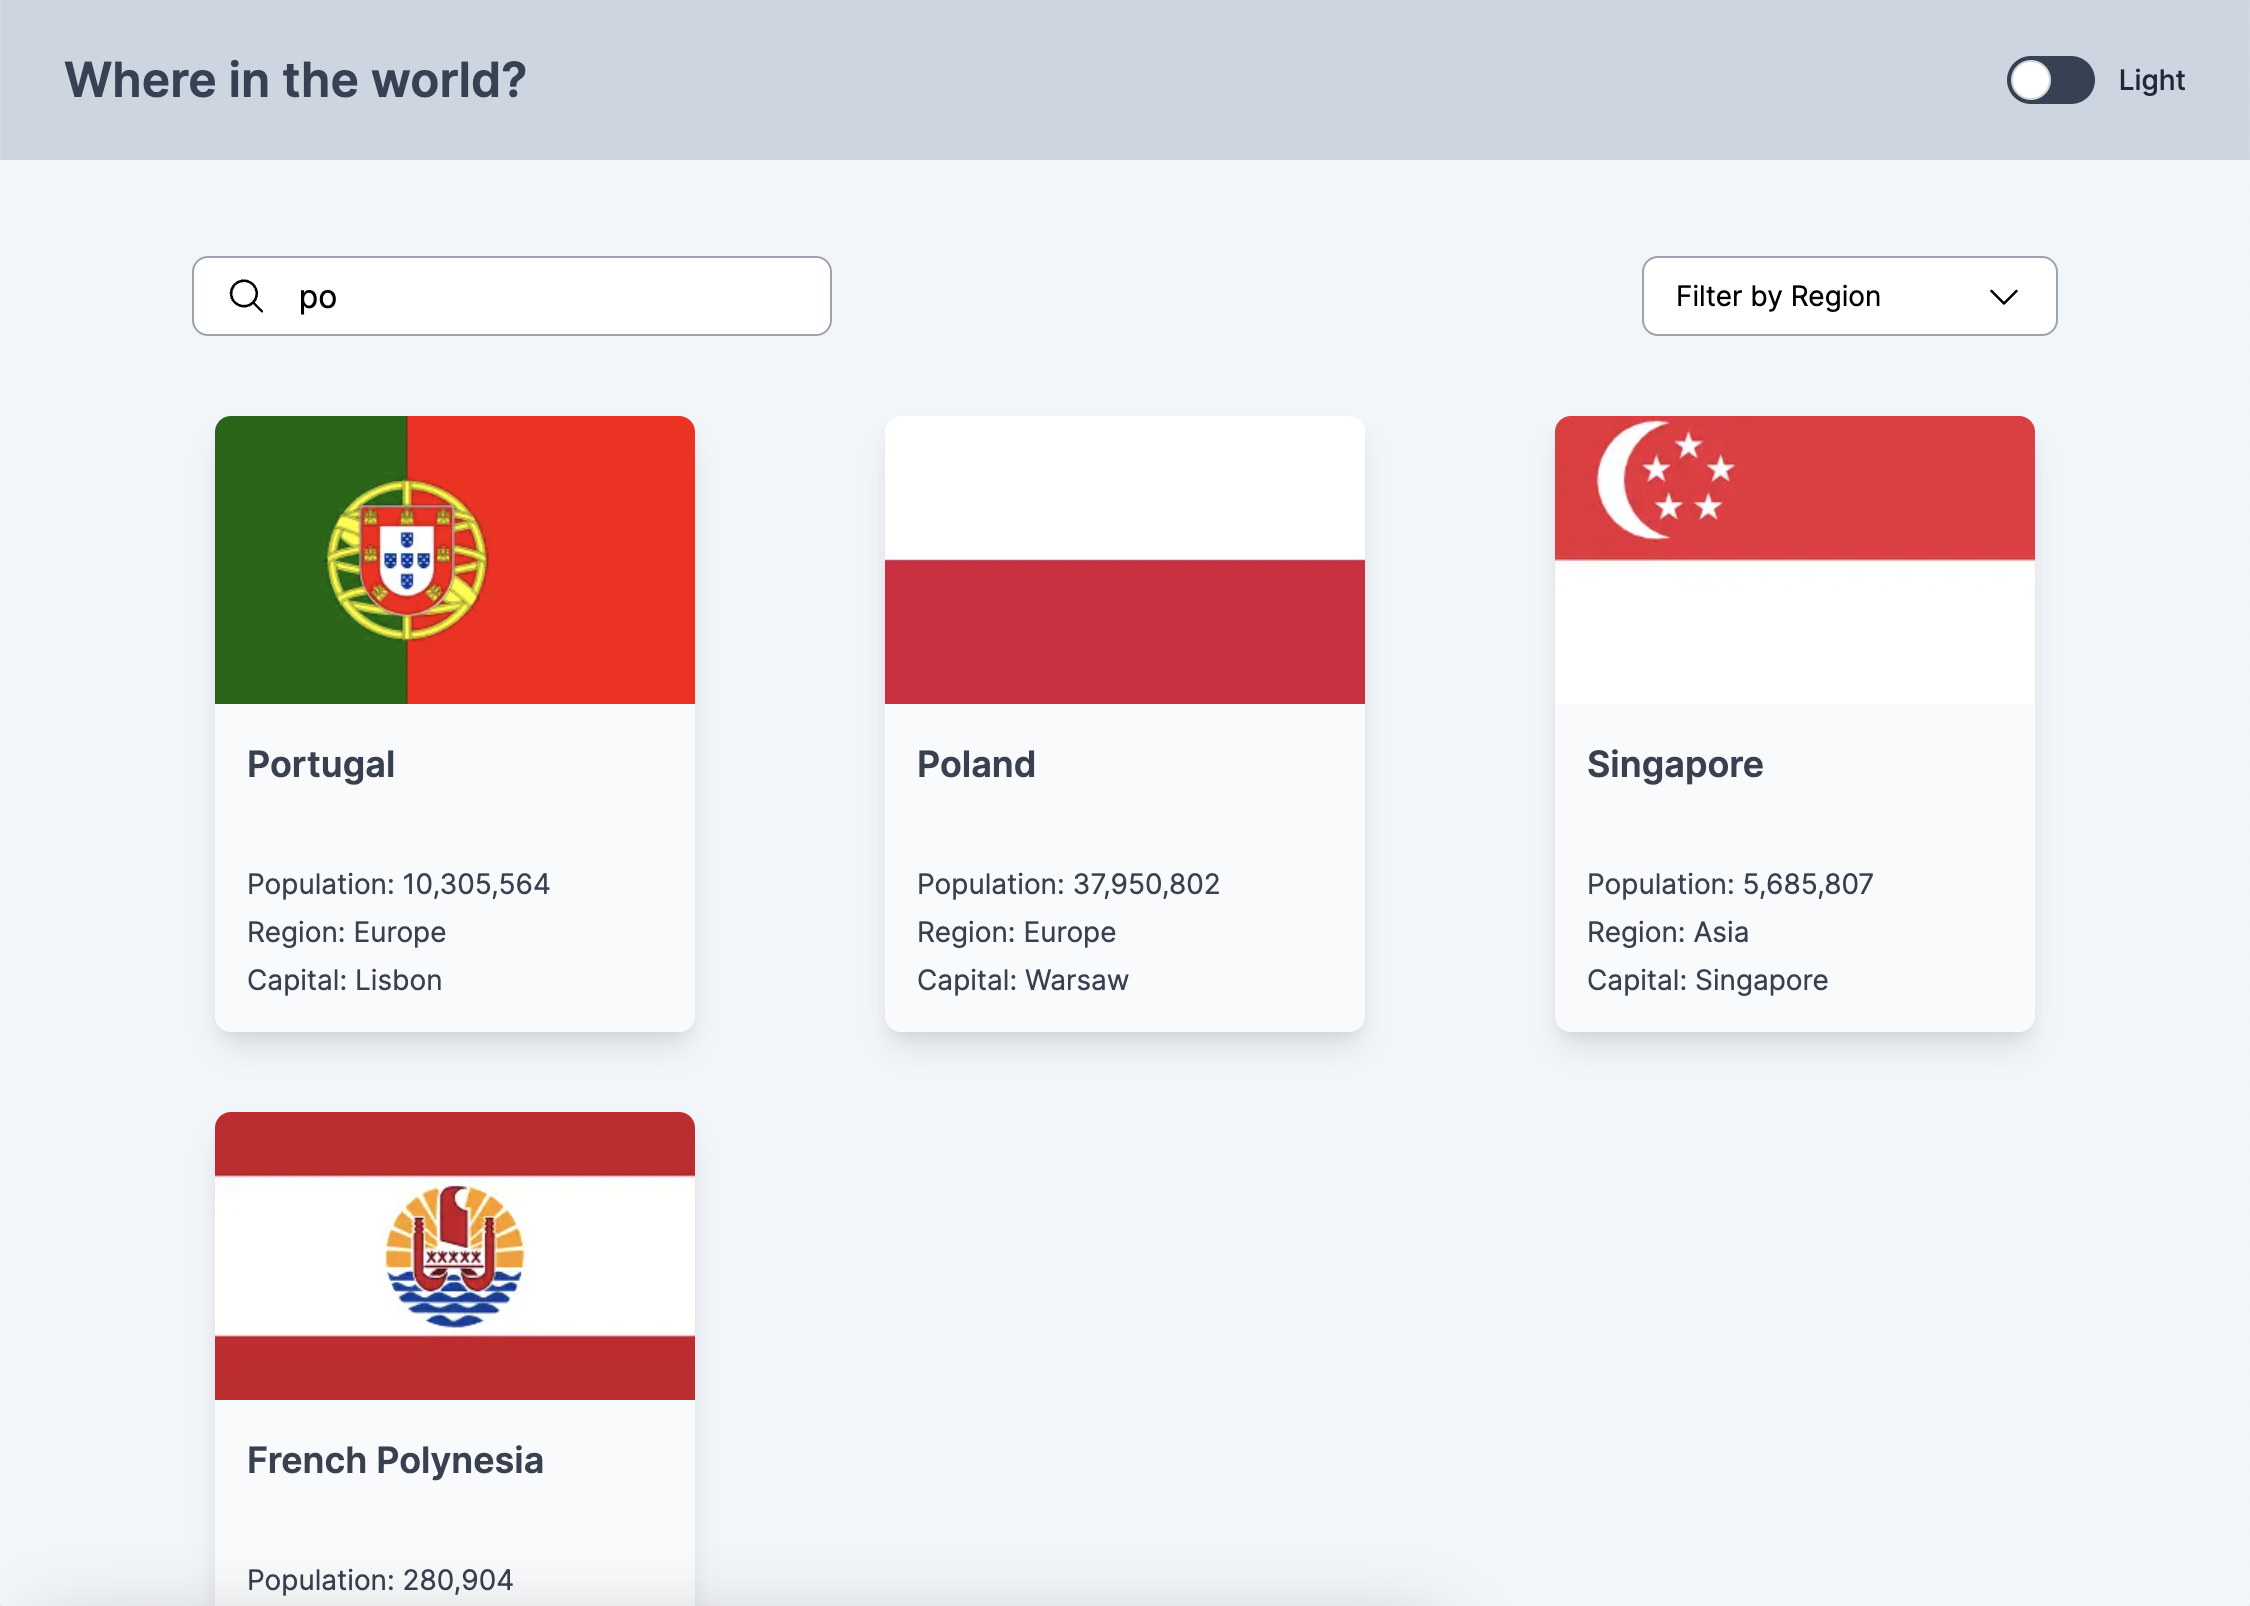 Where in the world?
Light
po
Filter by Region
Portugal
Population: 10,305,564
Region: Europe
Capital: Lisbon
Poland
Population: 37,950,802
Region: Europe
Capital: Warsaw
Singapore
Population: 5,685,807
Region: Asia
Capital: Singapore
French Polynesia
Population: 280,904